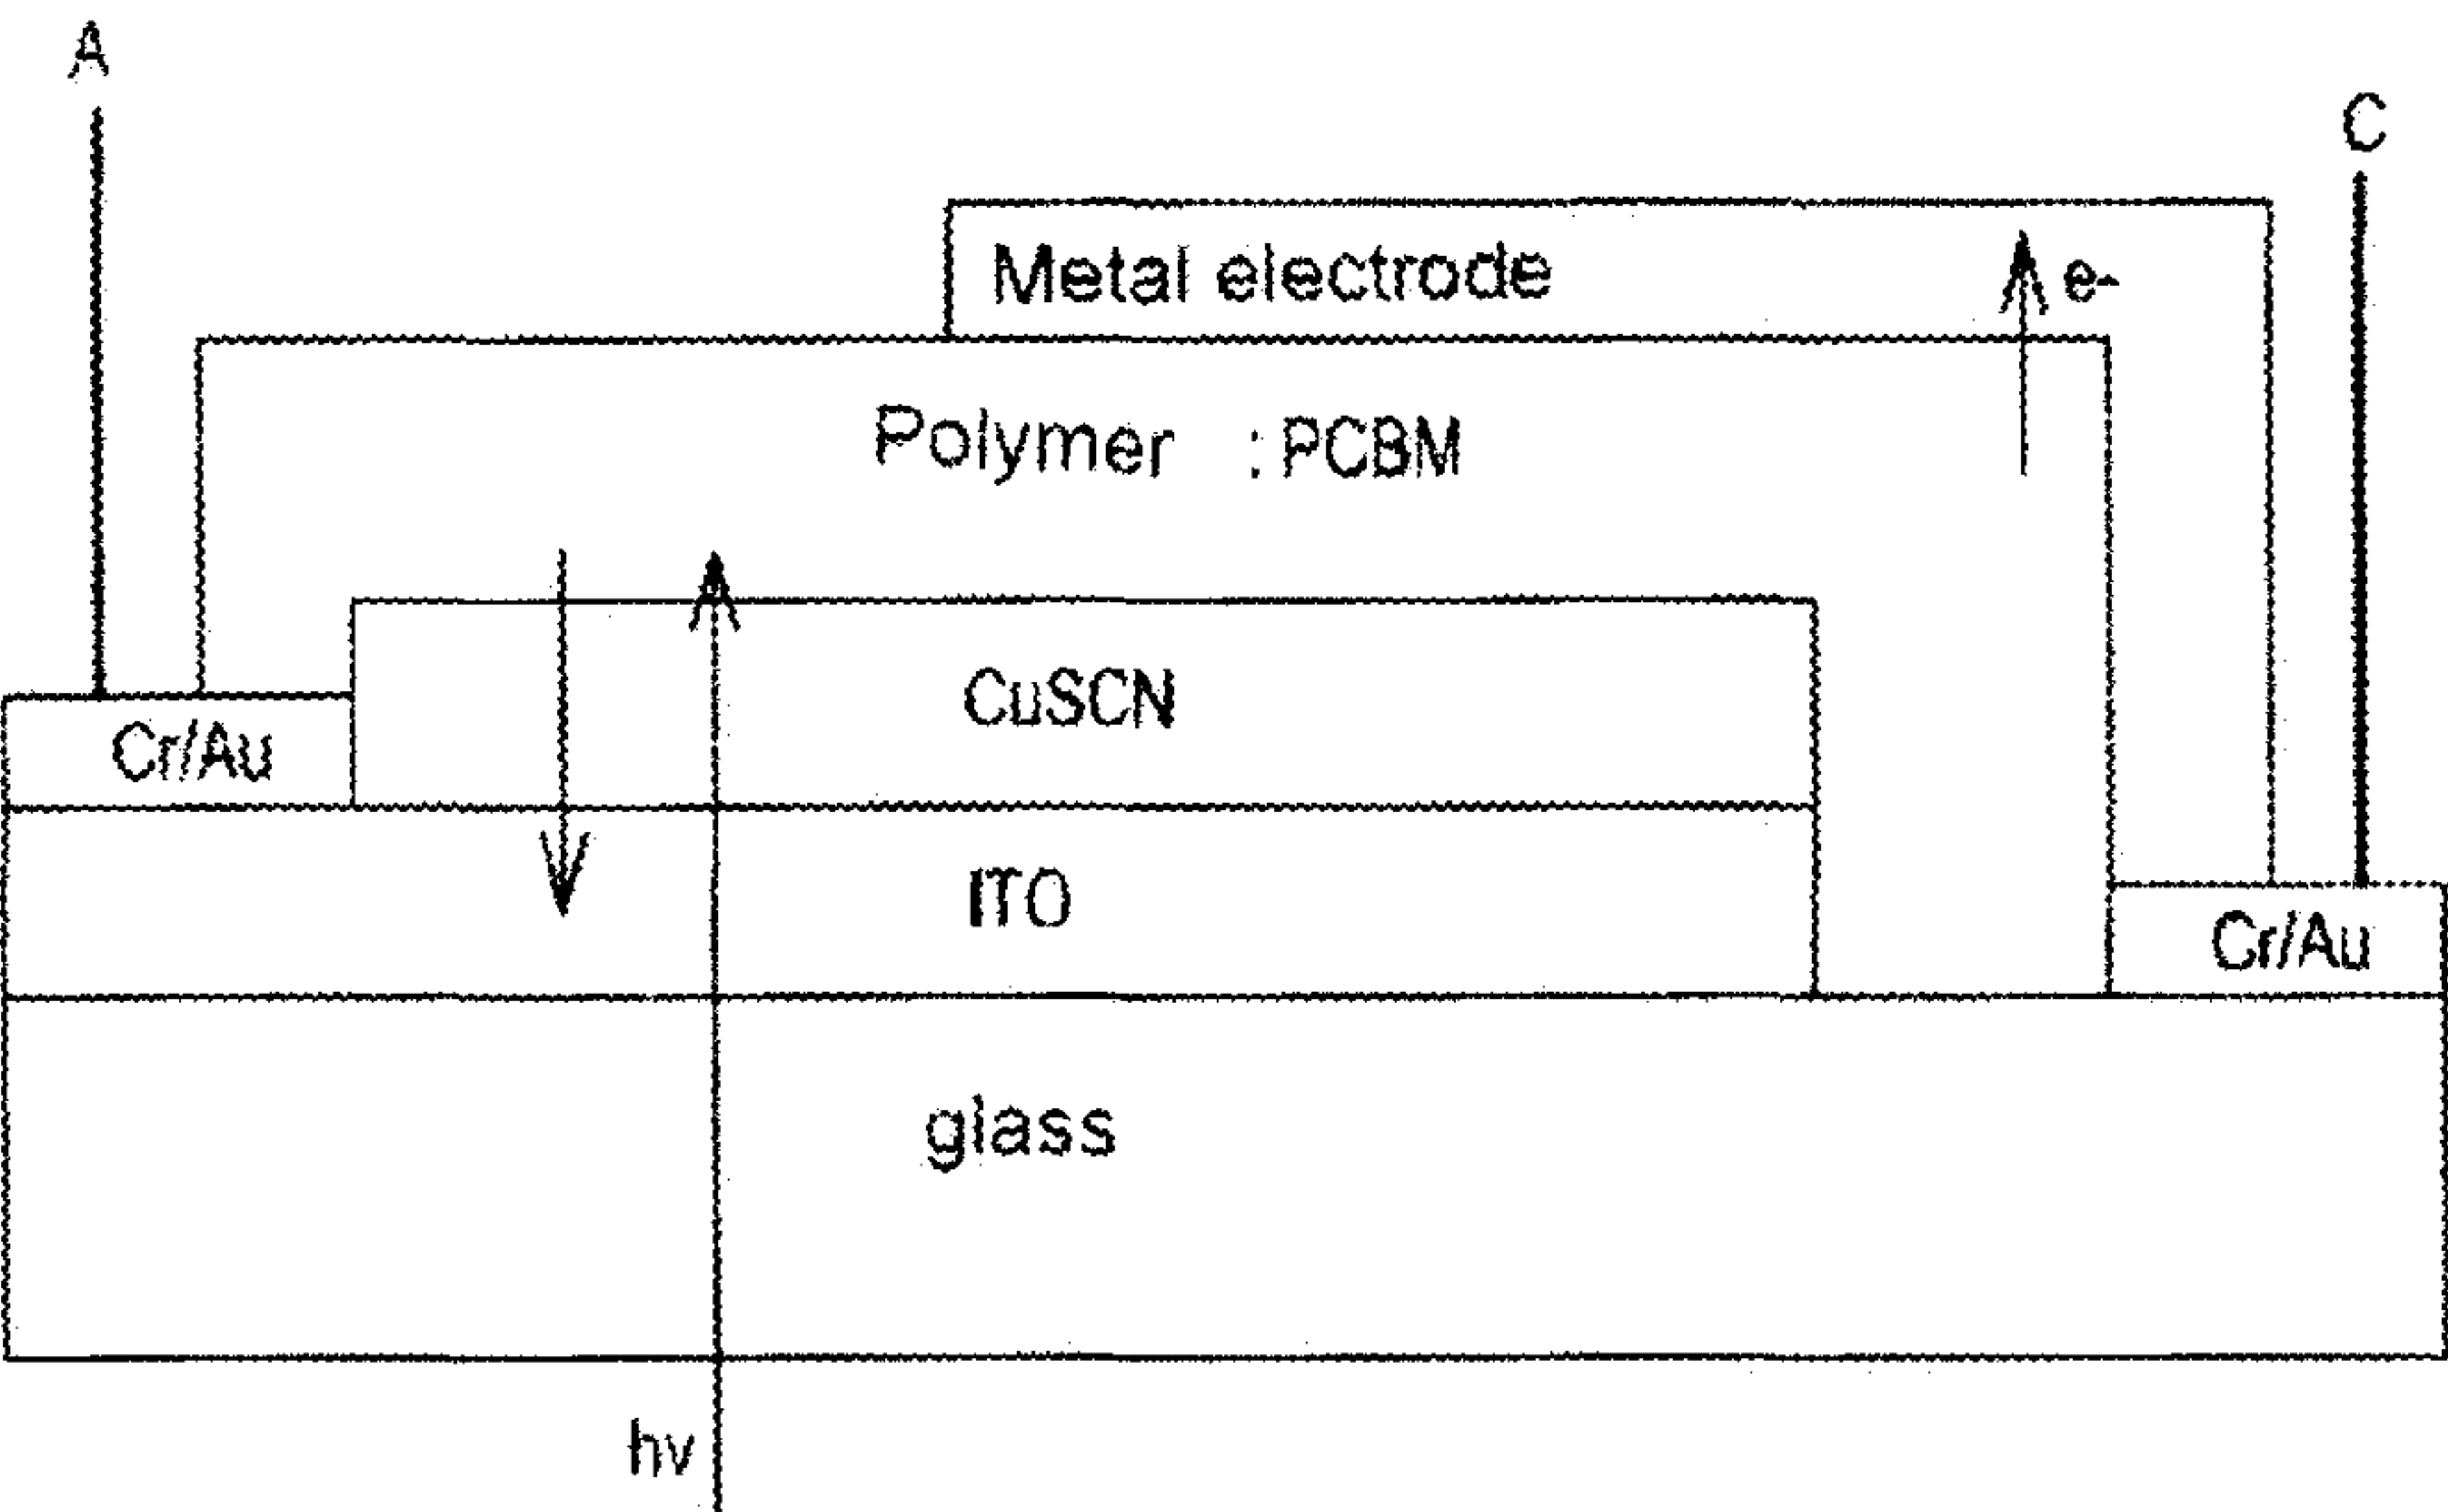 A
C
Metal electrode
e-
Polymer : PCBM
CuSCN
Cr/Au
ITO
Cr/Au
glass
hv